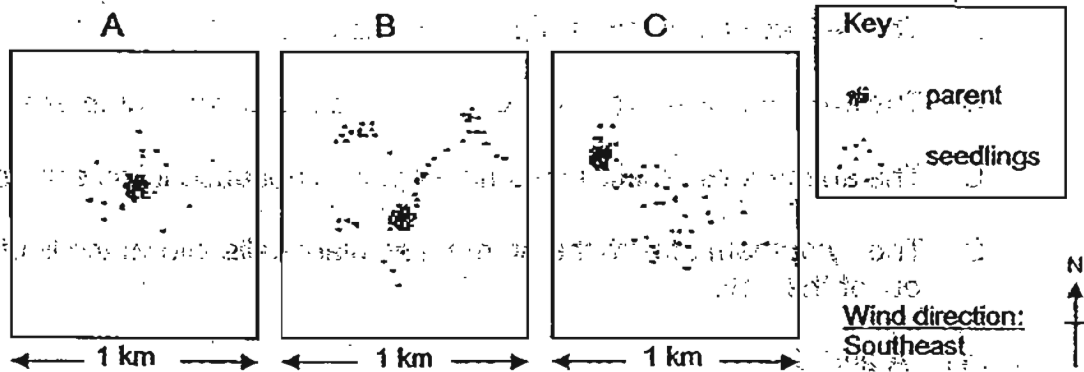 A B C
Key
parent
seedlings
N
Wind direction:
Southeast
1 km 1 km 1 km